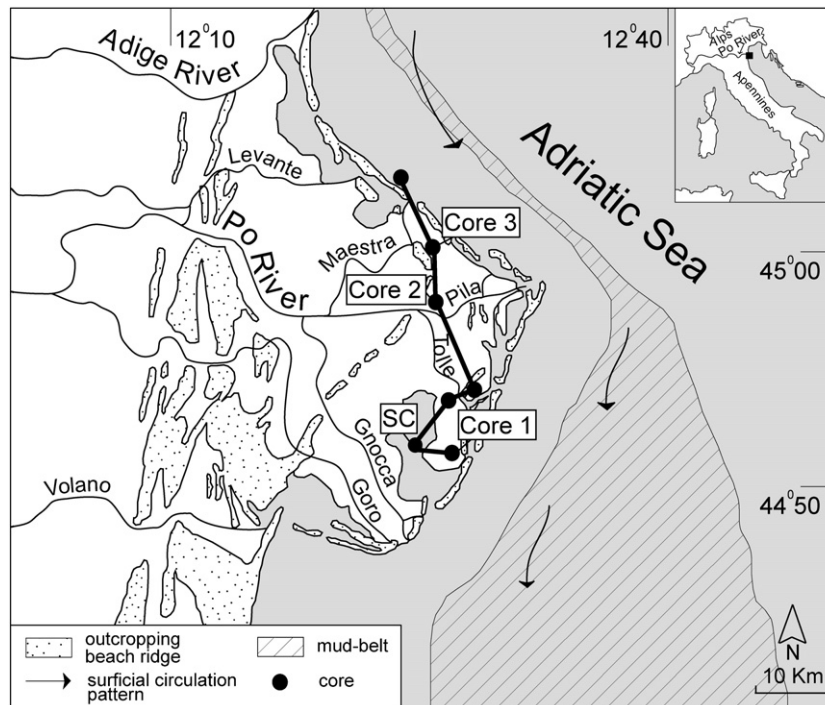 12°10
12°40
Adige River
Alps
Po River
Apennines
Adriatic Sea
Levante
Po River
Maestra
Core 3
45°00
Core 2
Pila
Tolle
SC
Core 1
Gnocca
Goro
Volano
44°50
outcropping
beach ridge
mud-belt
surficial circulation
pattern
core
N
10 Km